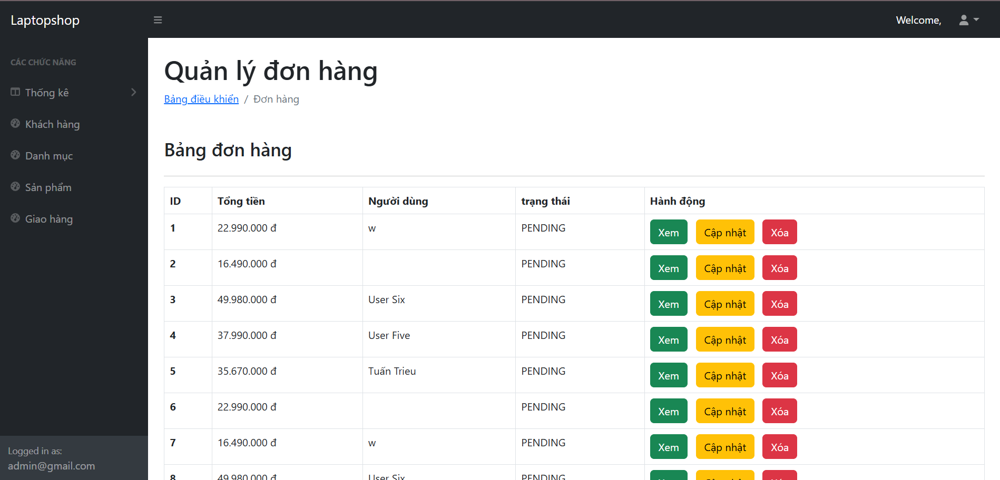 Laptopshop
Welcome,
CÁC CHỨC NĂNG
Thống kê
Khách hàng
Danh mục
Sản phẩm
Giao hàng
Logged in as:
admin@gmail.com
Quản lý đơn hàng
Bảng điều khiển / Đơn hàng
Bảng đơn hàng
ID Tổng tiền Người dùng trạng thái Hành động
1 22.990.000 đ w PENDING Xem Cập nhật Xóa
2 16.490.000 đ PENDING Xem Cập nhật Xóa
3 49.980.000 đ User Six PENDING Xem Cập nhật Xóa
4 37.990.000 đ User Five PENDING Xem Cập nhật Xóa
5 35.670.000 đ Tuấn Trieu PENDING Xem Cập nhật Xóa
6 22.990.000 đ PENDING Xem Cập nhật Xóa
7 16.490.000 đ w PENDING Xem Cập nhật Xóa
8 49.980.000 đ User Six PENDING